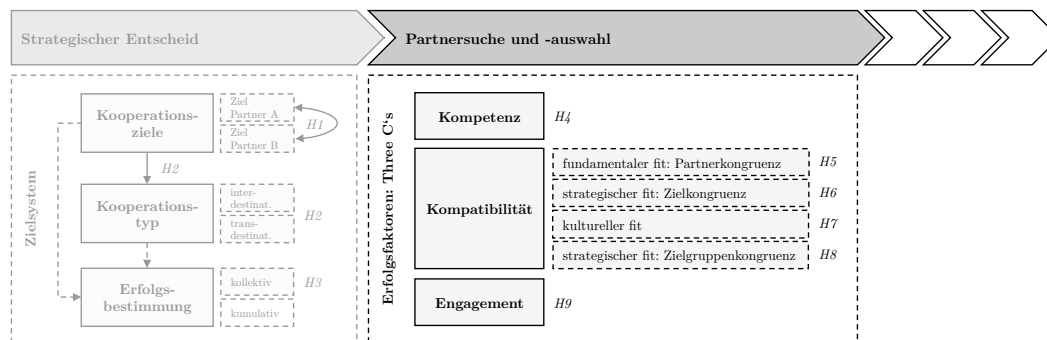 Strategischer Entscheid
Partnersuche und -auswahl
Zielsystem
Kooperations-
ziele
Ziel
Partner A
Ziel
Partner B
H1
H2
Kooperations-
typ
inter-
destinat.
trans-
destinat.
H2
Erfolgs-
bestimmung
kollektiv
kumulativ
H3
Erfolgsfaktoren: Three C‘s
Kompetenz
H4
Kompatibilität
fundamentaler fit: Partnerkongruenz
H5
strategischer fit: Zielkongruenz
H6
kultureller fit
H7
strategischer fit: Zielgruppenkongruenz
H8
Engagement
H9